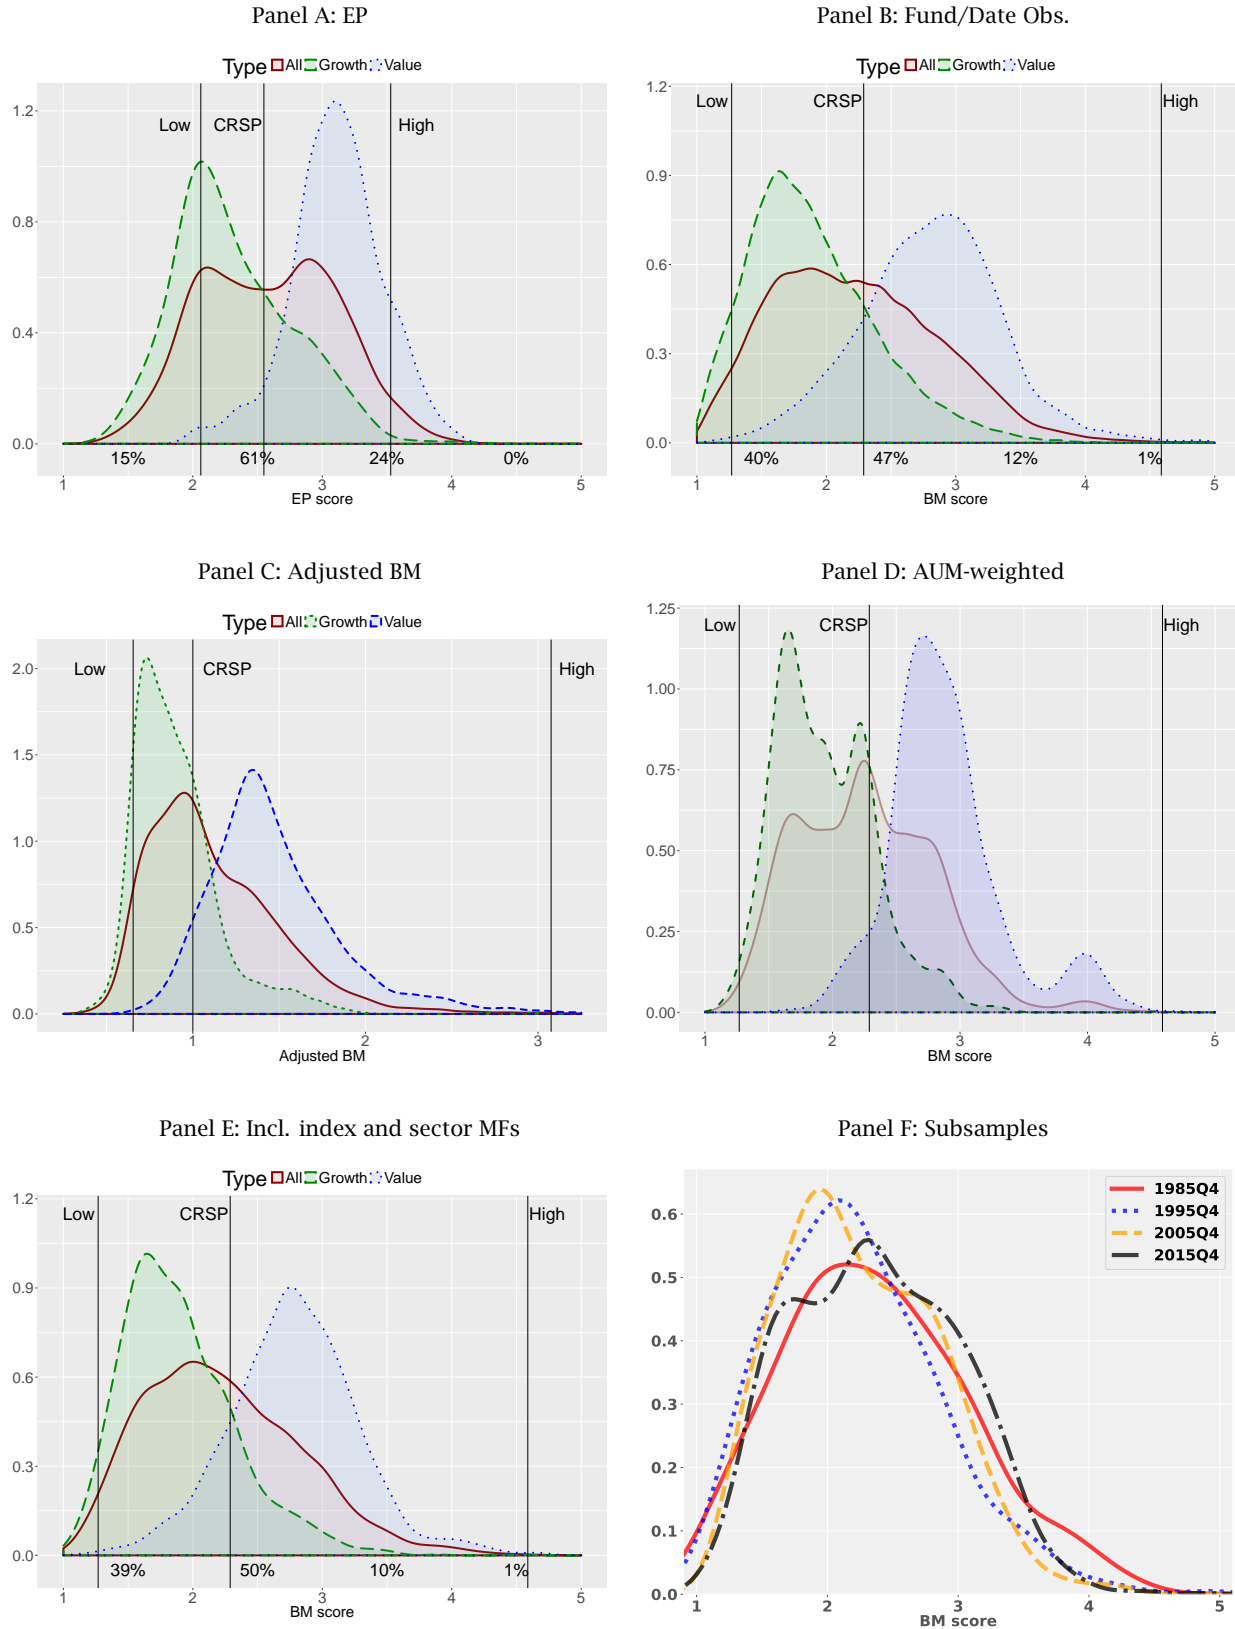 Panel A: EP
Type All Growth Value
Low CRSP High
1.2
0.8
0.4
0.0
15% 61% 24% 0%
1 2 3 4 5
EP score
Panel B: Fund/Date Obs.
Type All Growth Value
Low CRSP High
1.2
0.9
0.6
0.3
0.0
40% 47% 12% 1%
1 2 3 4 5
BM score
Panel C: Adjusted BM
Type All Growth Value
Low CRSP High
2.0
1.5
1.0
0.5
0.0
1 2 3
Adjusted BM
Panel D: AUM-weighted
Low CRSP High
1.25
1.00
0.75
0.50
0.25
0.00
1 2 3 4 5
BM score
Panel E: Incl. index and sector MFs
Type All Growth Value
Low CRSP High
1.2
0.9
0.6
0.3
0.0
39% 50% 10% 1%
1 2 3 4 5
BM score
Panel F: Subsamples
1985Q4
1995Q4
2005Q4
2015Q4
0.6
0.5
0.4
0.3
0.2
0.1
0.0
1 2 3 4 5
BM score